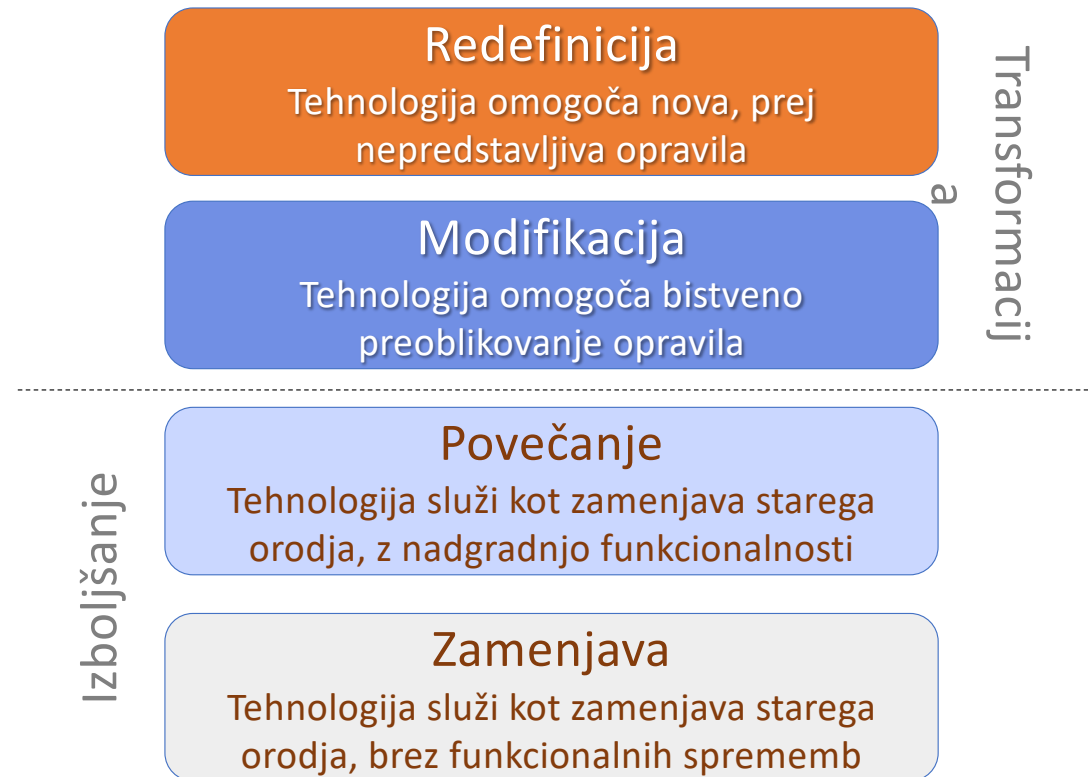 Redefinicija
Tehnologija omogoča nova, prej
nepredstavljiva opravila
Transformacij
a
Modifikacija
Tehnologija omogoča bistveno
preoblikovanje opravila
Izboljšanje
Povečanje
Tehnologija služi kot zamenjava starega
orodja, z nadgradnjo funkcionalnosti
Zamenjava
Tehnologija služi kot zamenjava starega
orodja, brez funkcionalnih sprememb